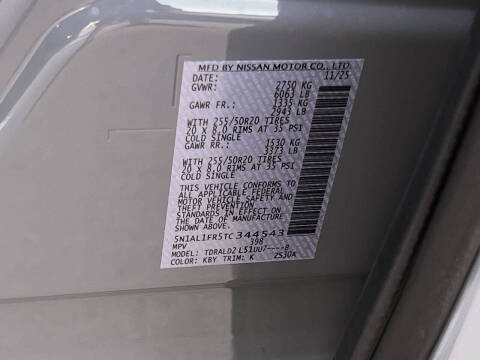 MFD BY NISSAN MOTOR CO., LTD.
DATE: 11/25
GVWR: 2750 KG
6063 LB
GAWR FR.: 1335 KG
2943 LB
WITH 255/50R20 TIRES
20 X 8.0 RIMS AT 35 PSI
COLD SINGLE
GAWR RR.: 1530 KG
3373 LB
WITH 255/50R20 TIRES
20 X 8.0 RIMS AT 35 PSI
COLD SINGLE
THIS VEHICLE CONFORMS TO
ALL APPLICABLE FEDERAL
MOTOR VEHICLE SAFETY AND
THEFT PREVENTION
STANDARDS IN EFFECT ON
THE DATE OF MANUFACTURE
SHOWN ABOVE.
5N1AL1FR5TC344543
MPV 398
MODEL: TDRALDZ L51UU7----B
COLOR: KBY TRIM: K ZS30A